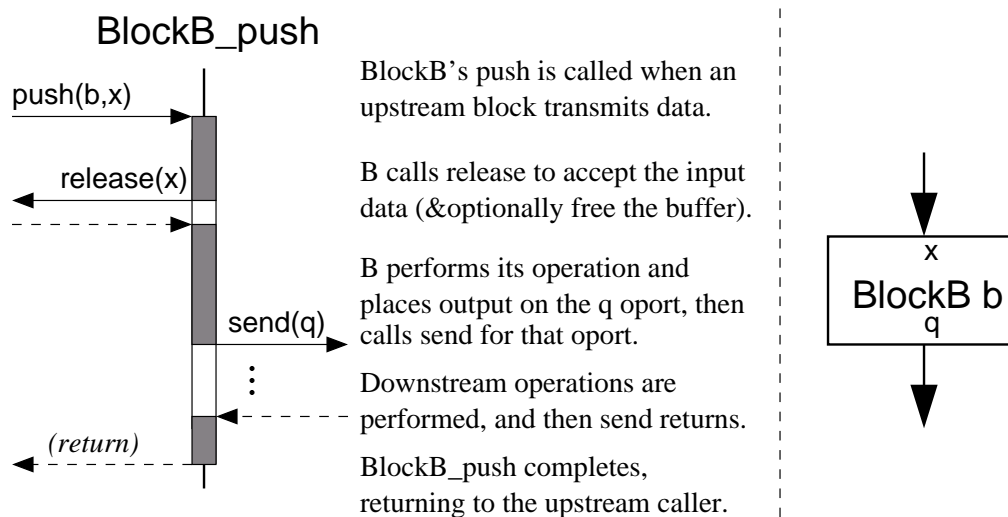 BlockB_push
push(b,x)
release(x)
send(q)
(return)
BlockB's push is called when an
upstream block transmits data.
B calls release to accept the input
data (&optionally free the buffer).
B performs its operation and
places output on the q oport, then
calls send for that oport.
Downstream operations are
performed, and then send returns.
BlockB_push completes,
returning to the upstream caller.
x
BlockB b
q